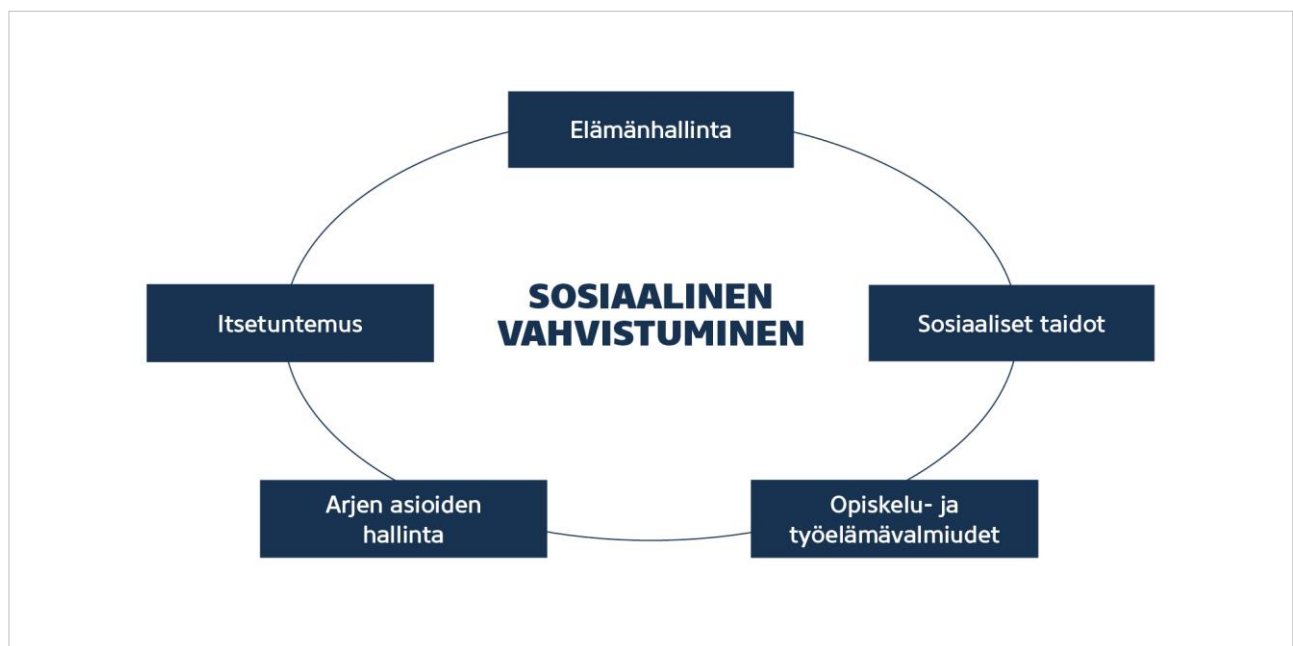 Elämänhallinta
SOSIAALINEN
VAHVISTUMINEN
Itsetuntemus
Sosiaaliset taidot
Arjen asioiden
hallinta
Opiskelu- ja
työelämävalmiudet